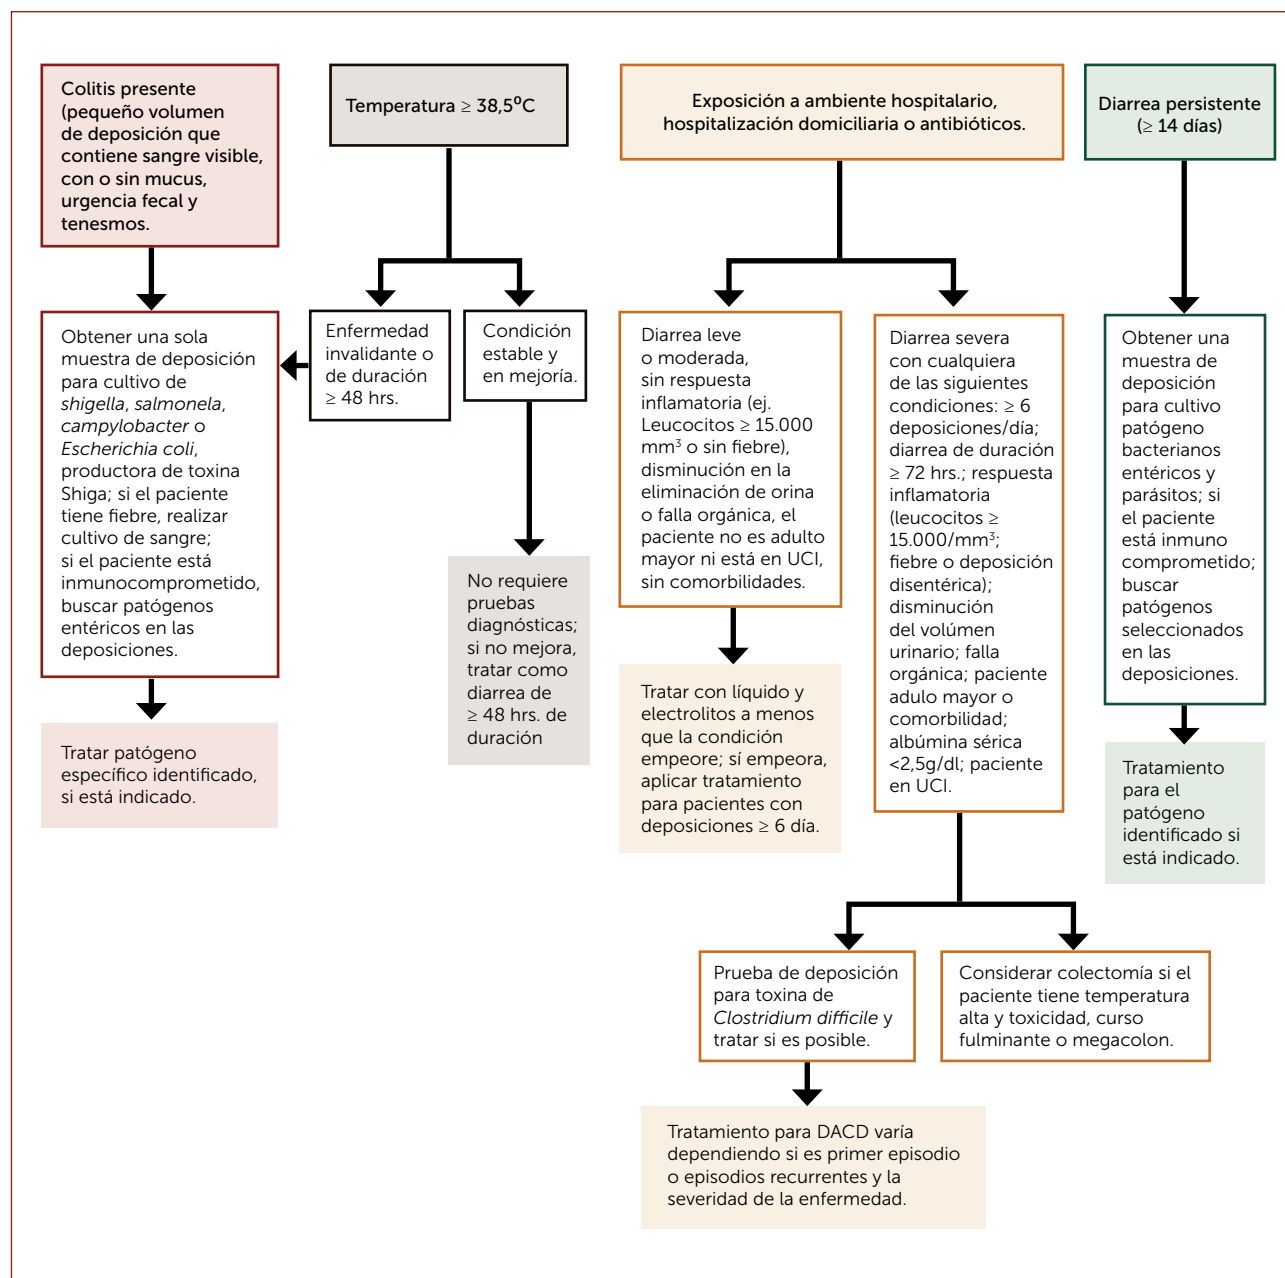 Colitis presente
(pequeño volumen
de deposición que
contiene sangre visible,
con o sin mucus,
urgencia fecal y
tenesmos.
Temperatura ≥ 38,5ºC
Exposición a ambiente hospitalario,
hospitalización domiciliaria o antibióticos.
Diarrea persistente
(≥ 14 días)
Obtener una sola
muestra de deposición
para cultivo de
shigella, salmonela,
campylobacter o
Escherichia coli,
productora de toxina
Shiga; si el paciente
tiene fiebre, realizar
cultivo de sangre;
si el paciente está
inmunocomprometido,
buscar patógenos
entéricos en las
deposiciones.
Enfermedad
invalidante o
de duración
≥ 48 hrs.
Condición
estable y
en mejoría.
Diarrea leve
o moderada,
sin respuesta
inflamatoria (ej.
Leucocitos ≥ 15.000
mm³ o sin fiebre),
disminución en la
eliminación de orina
o falla orgánica, el
paciente no es adulto
mayor ni está en UCI,
sin comorbilidades.
Diarrea severa
con cualquiera
de las siguientes
condiciones: ≥ 6
deposiciones/día;
diarrea de duración
≥ 72 hrs.; respuesta
inflamatoria
(leucocitos ≥
15.000/mm³;
fiebre o deposición
disentérica);
disminución
del volúmen
urinario; falla
orgánica; paciente
adulo mayor o
comorbilidad;
albúmina sérica
<2,5g/dl; paciente
en UCI.
Obtener una
muestra de
deposición
para cultivo
patógeno
bacterianos
entéricos y
parásitos; si
el paciente
está inmuno
comprometido;
buscar
patógenos
seleccionados
en las
deposiciones.
No requiere
pruebas
diagnósticas;
si no mejora,
tratar como
diarrea de
≥ 48 hrs. de
duración
Tratar patógeno
específico identificado,
si está indicado.
Tratar con líquido y
electrolitos a menos
que la condición
empeore; sí empeora,
aplicar tratamiento
para pacientes con
deposiciones ≥ 6 día.
Tratamiento
para el
patógeno
identificado si
está indicado.
Prueba de deposición
para toxina de
Clostridium difficile y
tratar si es posible.
Considerar colectomía si el
paciente tiene temperatura
alta y toxicidad, curso
fulminante o megacolon.
Tratamiento para DACD varía
dependiendo si es primer episodio
o episodios recurrentes y la
severidad de la enfermedad.